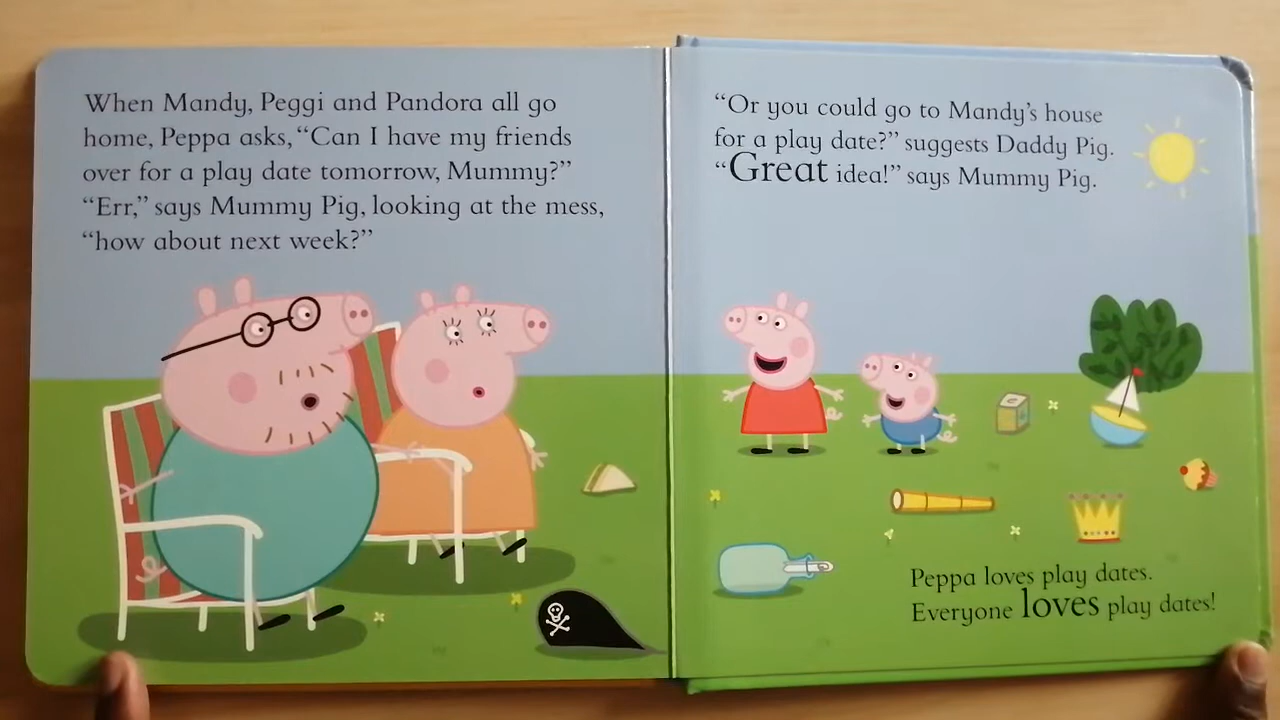 When Mandy, Peggi and Pandora all go
home, Peppa asks, “Can I have my friends
over for a play date tomorrow, Mummy?”
“Err,” says Mummy Pig, looking at the mess,
“how about next week?”
“Or you could go to Mandy’s house
for a play date?” suggests Daddy Pig.
“Great idea!” says Mummy Pig.
Peppa loves play dates.
Everyone loves play dates!